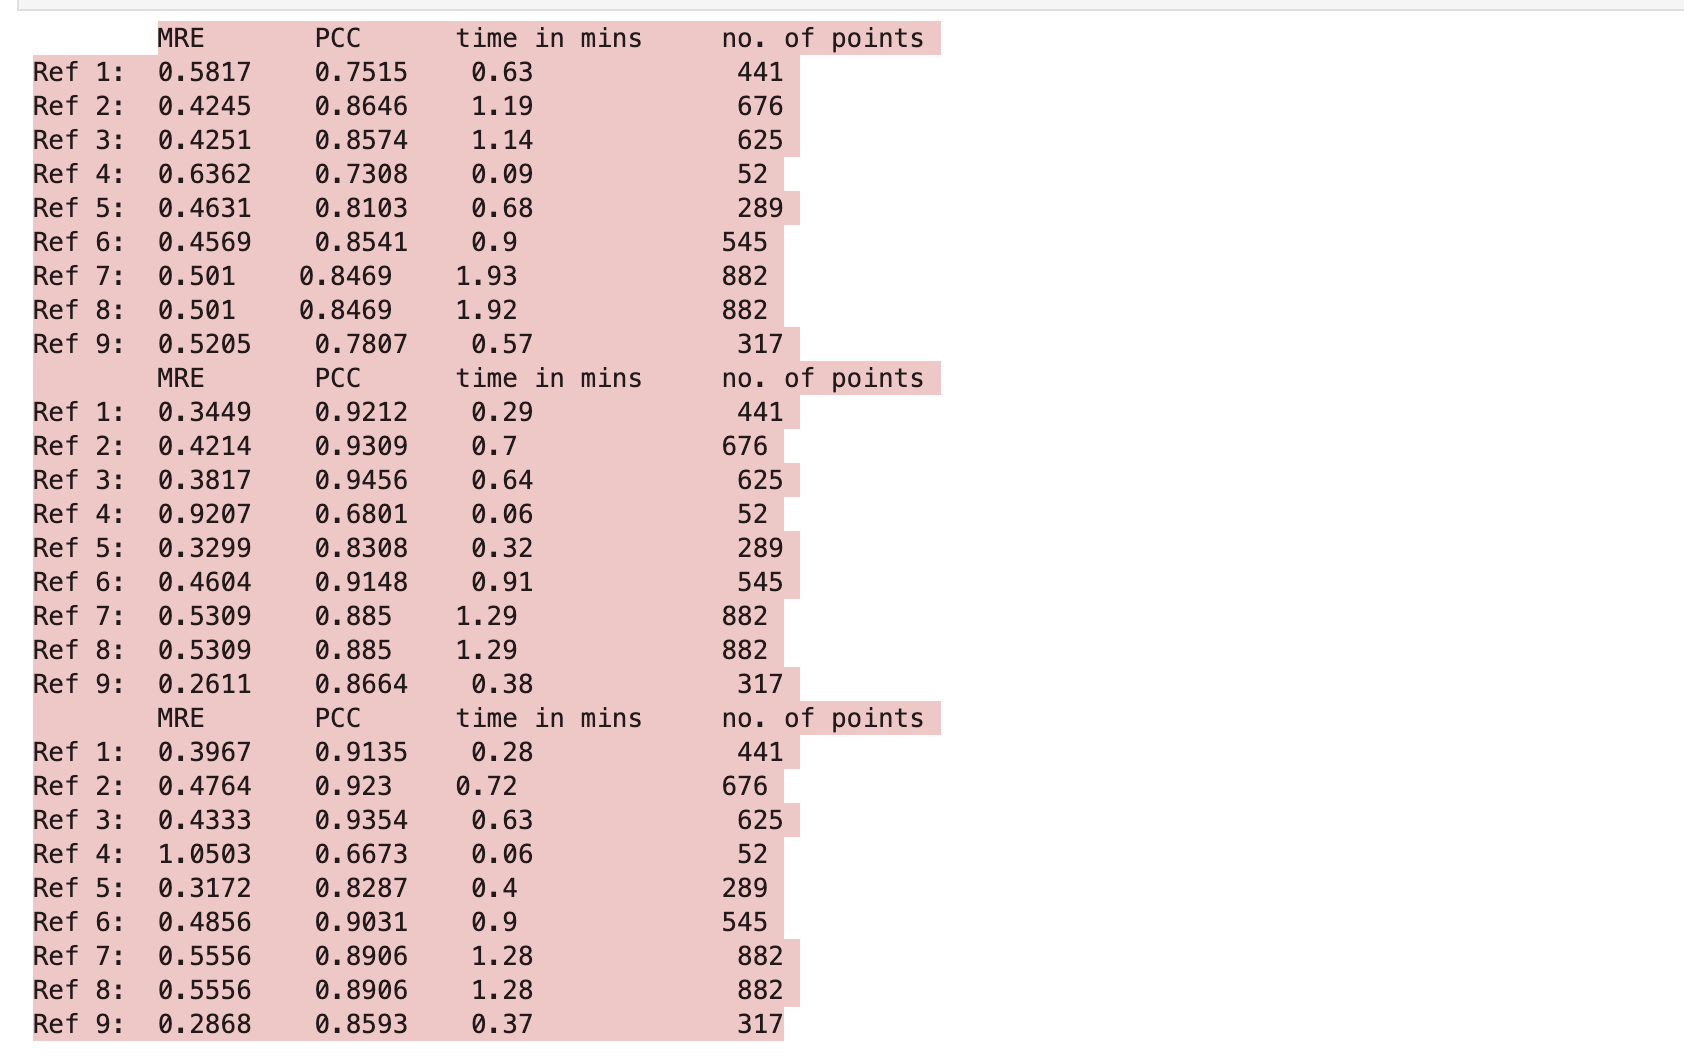 MRE PCC time in mins no. of points
Ref 1: 0.5817 0.7515 0.63 441
Ref 2: 0.4245 0.8646 1.19 676
Ref 3: 0.4251 0.8574 1.14 625
Ref 4: 0.6362 0.7308 0.09 52
Ref 5: 0.4631 0.8103 0.68 289
Ref 6: 0.4569 0.8541 0.9 545
Ref 7: 0.501 0.8469 1.93 882
Ref 8: 0.501 0.8469 1.92 882
Ref 9: 0.5205 0.7807 0.57 317
MRE PCC time in mins no. of points
Ref 1: 0.3449 0.9212 0.29 441
Ref 2: 0.4214 0.9309 0.7 676
Ref 3: 0.3817 0.9456 0.64 625
Ref 4: 0.9207 0.6801 0.06 52
Ref 5: 0.3299 0.8308 0.32 289
Ref 6: 0.4604 0.9148 0.91 545
Ref 7: 0.5309 0.885 1.29 882
Ref 8: 0.5309 0.885 1.29 882
Ref 9: 0.2611 0.8664 0.38 317
MRE PCC time in mins no. of points
Ref 1: 0.3967 0.9135 0.28 441
Ref 2: 0.4764 0.923 0.72 676
Ref 3: 0.4333 0.9354 0.63 625
Ref 4: 1.0503 0.6673 0.06 52
Ref 5: 0.3172 0.8287 0.4 289
Ref 6: 0.4856 0.9031 0.9 545
Ref 7: 0.5556 0.8906 1.28 882
Ref 8: 0.5556 0.8906 1.28 882
Ref 9: 0.2868 0.8593 0.37 317